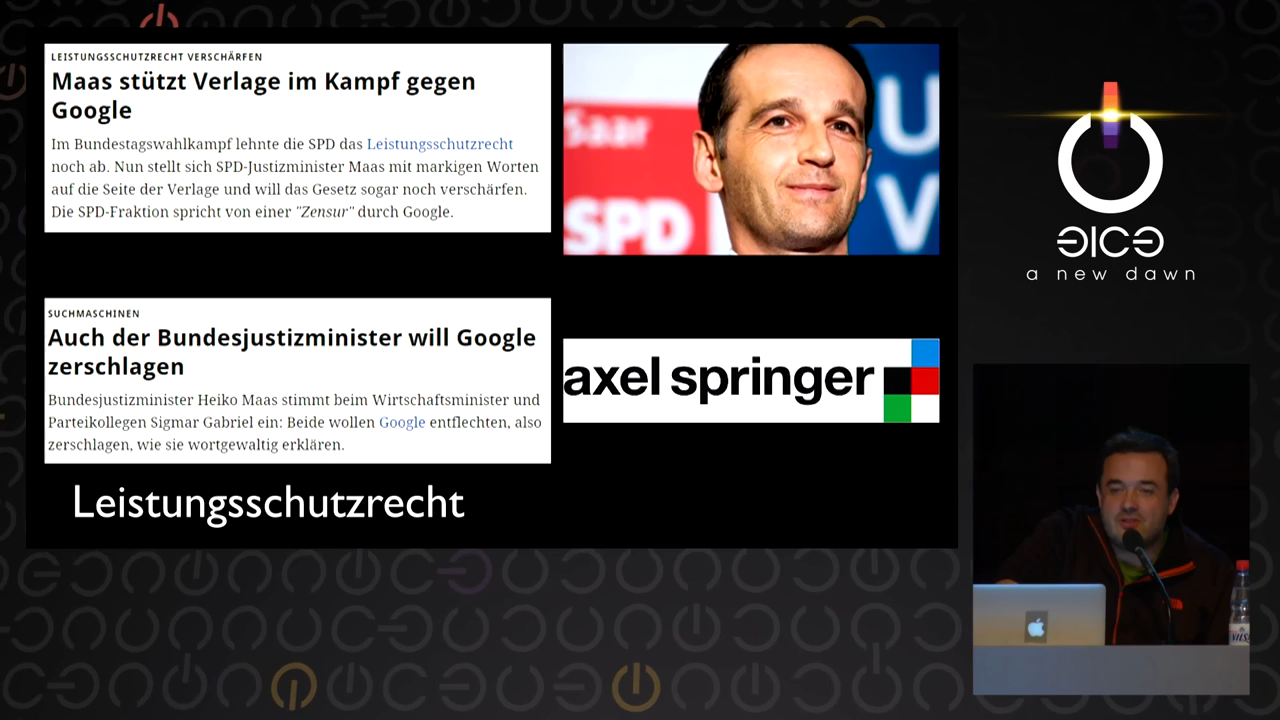 LEISTUNGSSCHUTZRECHT VERSCHÄRFEN
Maas stützt Verlage im Kampf gegen
Google
Im Bundestagswahlkampf lehnte die SPD das Leistungsschutzrecht
noch ab. Nun stellt sich SPD-Justizminister Maas mit markigen Worten
auf die Seite der Verlage und will das Gesetz sogar noch verschärfen.
Die SPD-Fraktion spricht von einer "Zensur" durch Google.
Saar
SPD
U
V
SUCHMASCHINEN
Auch der Bundesjustizminister will Google
zerschlagen
Bundesjustizminister Heiko Maas stimmt beim Wirtschaftsminister und
Parteikollegen Sigmar Gabriel ein: Beide wollen Google entflechten, also
zerschlagen, wie sie wortgewaltig erklären.
axel springer
Leistungsschutzrecht
a new dawn